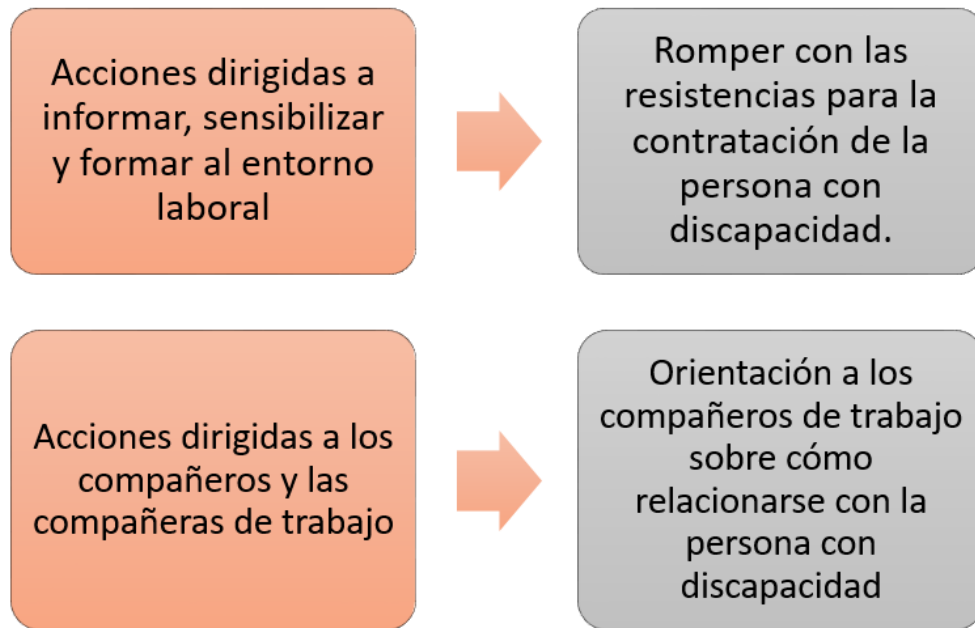 Acciones dirigidas a
informar, sensibilizar
y formar al entorno
laboral
Romper con las
resistencias para la
contratación de la
persona con
discapacidad.
Acciones dirigidas a los
compañeros y las
compañeras de trabajo
Orientación a los
compañeros de trabajo
sobre cómo
relacionarse con la
persona con
discapacidad